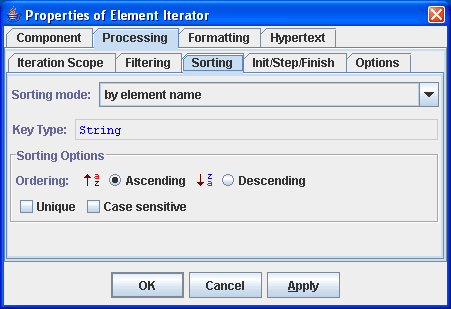 Properties of Element Iterator
Component Processing Formatting Hypertext
Iteration Scope Filtering Sorting Init/Step/Finish Options
Sorting mode: by element name
Key Type: String
Sorting Options
Ordering: a z Ascending z a Descending
Unique Case sensitive
OK Cancel Apply